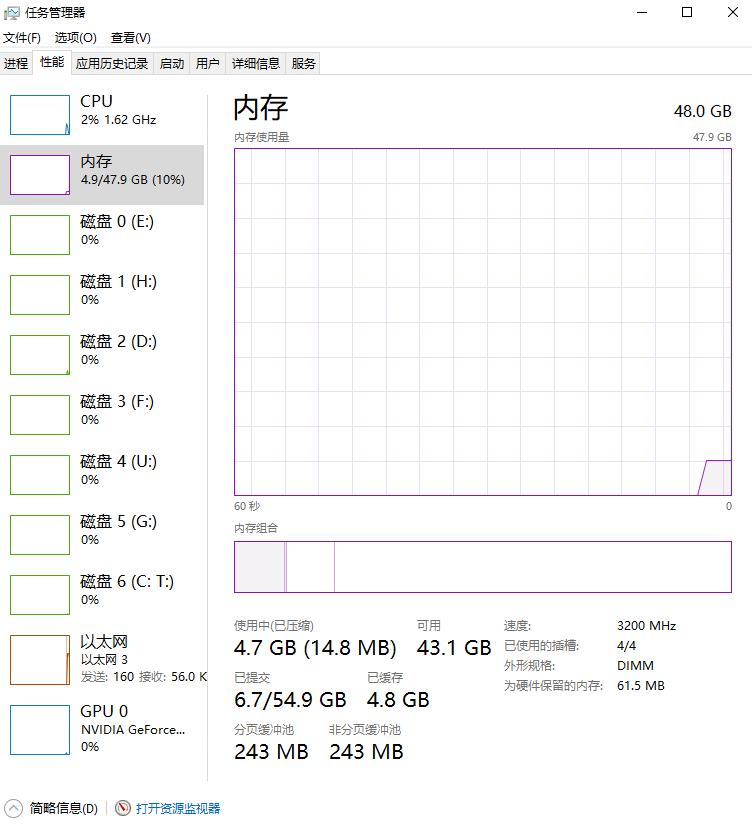 任务管理器
文件(F) 选项(O) 查看(V)
进程 性能 应用历史记录 启动 用户 详细信息 服务
CPU
2% 1.62 GHz
内存
4.9/47.9 GB (10%)
磁盘 0 (E:)
0%
磁盘 1 (H:)
0%
磁盘 2 (D:)
0%
磁盘 3 (F:)
0%
磁盘 4 (U:)
0%
磁盘 5 (G:)
0%
磁盘 6 (C: T:)
0%
以太网
以太网 3
发送: 160 接收: 56.0 K
GPU 0
NVIDIA GeForce...
0%
内存 48.0 GB
内存使用量 47.9 GB
60 秒 0
内存组合
使用中(已压缩) 可用
4.7 GB (14.8 MB) 43.1 GB
已提交 已缓存
6.7/54.9 GB 4.8 GB
分页缓冲池 非分页缓冲池
243 MB 243 MB
速度: 3200 MHz
已使用的插槽: 4/4
外形规格: DIMM
为硬件保留的内存: 61.5 MB
简略信息(D) 打开资源监视器